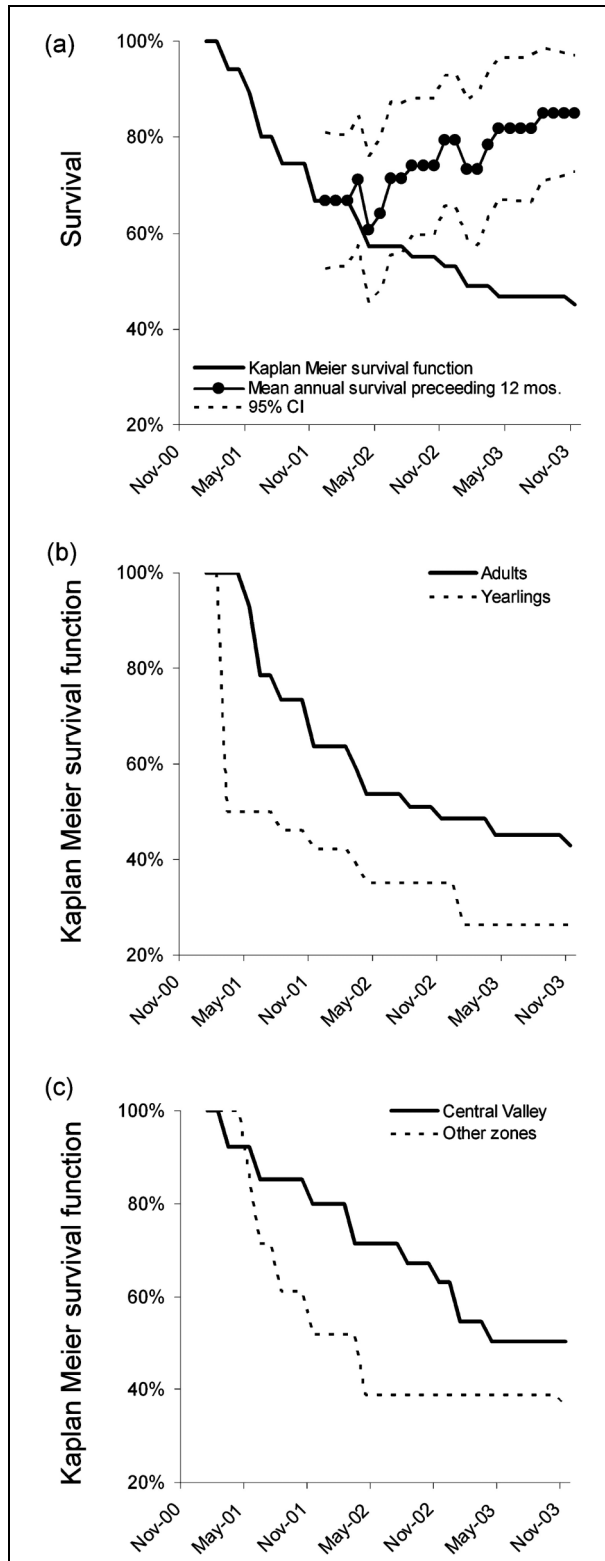 (a)
100%
80%
60%
40%
20%
Survival
Kaplan Meier survival function
Mean annual survival preceeding 12 mos.
95% CI
Nov-00
May-01
Nov-01
May-02
Nov-02
May-03
Nov-03
(b)
100%
80%
60%
40%
20%
Kaplan Meier survival function
Adults
Yearlings
Nov-00
May-01
Nov-01
May-02
Nov-02
May-03
Nov-03
(c)
100%
80%
60%
40%
20%
Kaplan Meier survival function
Central Valley
Other zones
Nov-00
May-01
Nov-01
May-02
Nov-02
May-03
Nov-03